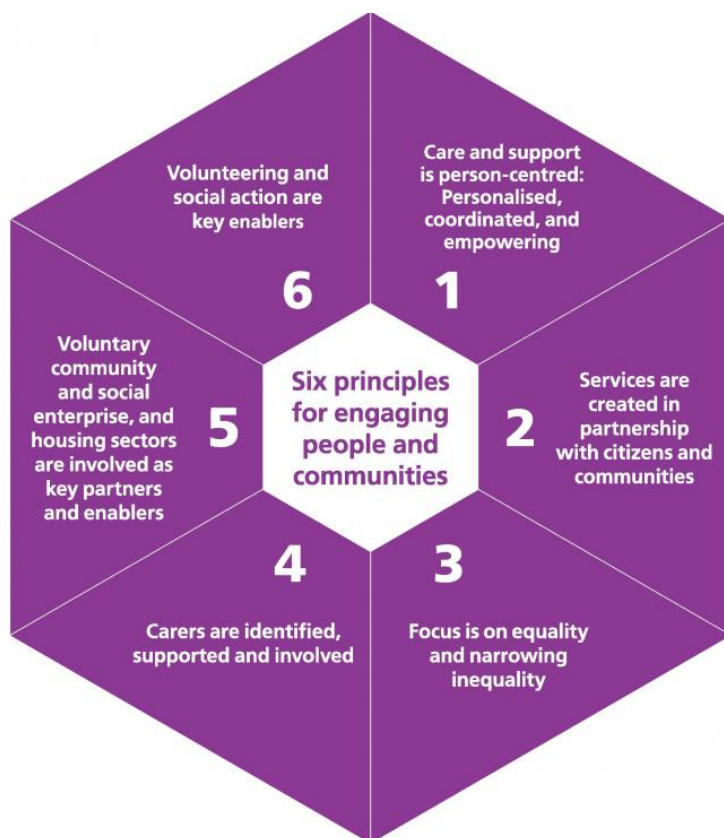 Six principles
for engaging
people and
communities
Care and support
is person-centred:
Personalised,
coordinated, and
empowering
1
2
Services are
created in
partnership
with citizens and
communities
3
Focus is on equality
and narrowing
inequality
4
Carers are identified,
supported and involved
Voluntary
community
and social
enterprise, and
housing sectors
are involved as
key partners
and enablers
5
Volunteering and
social action are
key enablers
6